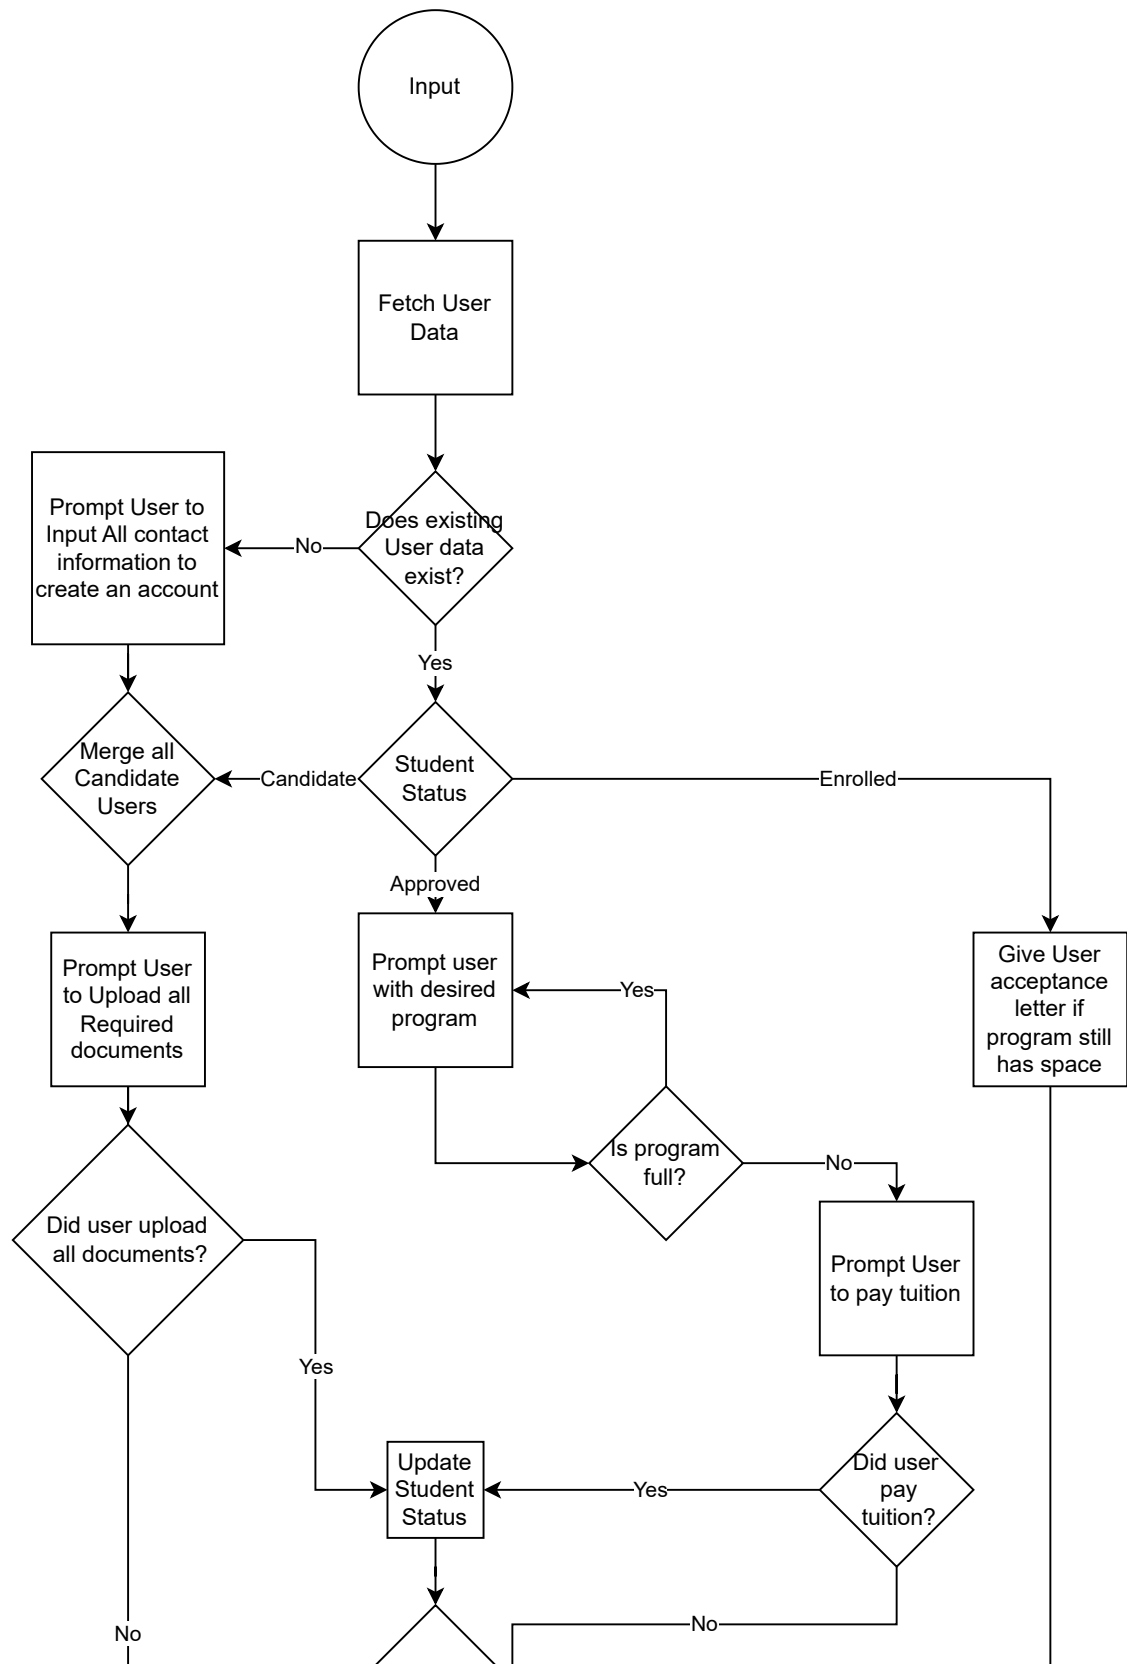 Input
Fetch User
Data
Does existing
User data
exist?
No
Prompt User to
Input All contact
information to
create an account
Yes
Merge all
Candidate
Users
Candidate
Student
Status
Enrolled
Approved
Prompt User
to Upload all
Required
documents
Prompt user
with desired
program
Yes
Give User
acceptance
letter if
program still
has space
Is program
full?
No
Did user upload
all documents?
Prompt User
to pay tuition
Yes
Update
Student
Status
Yes
Did user
pay
tuition?
No
No